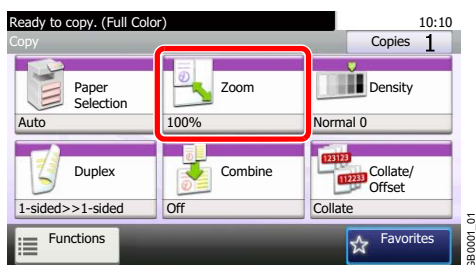 Ready to copy. (Full Color)
10:10
Copy
Copies 1
Paper
Selection
Auto
Zoom
100%
Density
Normal 0
Duplex
1-sided>>1-sided
Combine
Off
123123
112233
Collate/
Offset
Collate
Functions
Favorites
GB0001_01